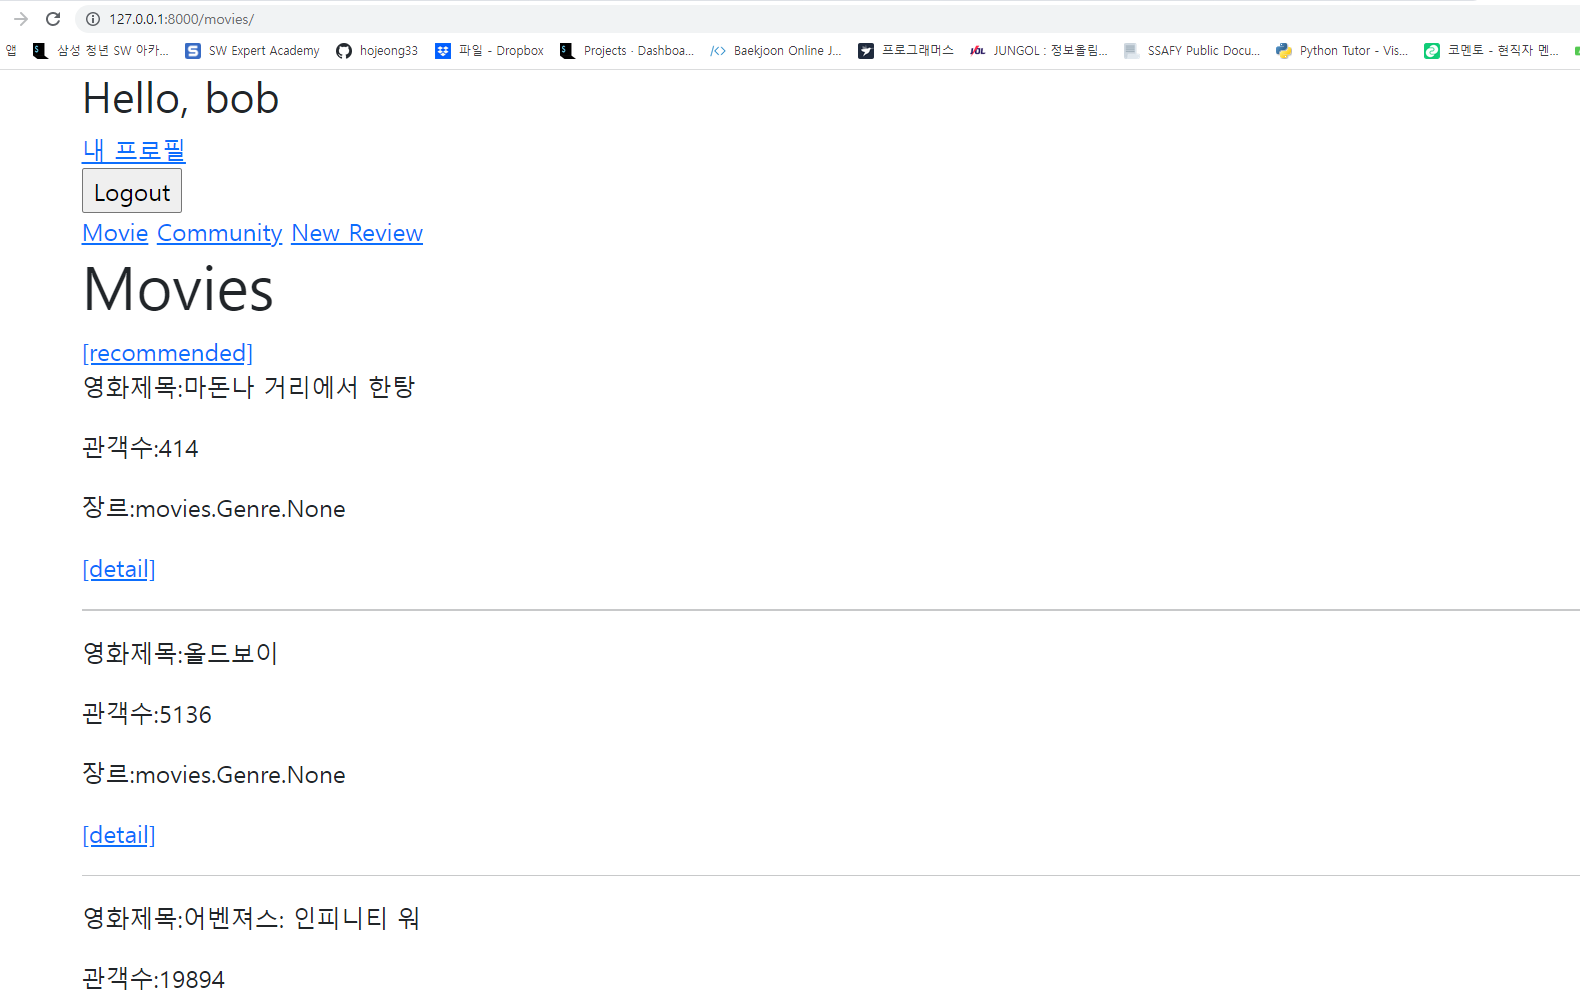 127.0.0.1:8000/movies/
앱 삼성 청년 SW 아카... SW Expert Academy hojeong33 파일 - Dropbox Projects · Dashboa... Baekjoon Online J... 프로그래머스 JUNGOL : 정보올림... SSAFY Public Docu... Python Tutor - Vis... 코멘토 - 현직자 멘...
Hello, bob
내 프로필
Logout
Movie Community New Review
Movies
[recommended]
영화제목:마돈나 거리에서 한탕
관객수:414
장르:movies.Genre.None
[detail]
영화제목:올드보이
관객수:5136
장르:movies.Genre.None
[detail]
영화제목:어벤져스: 인피니티 워
관객수:19894